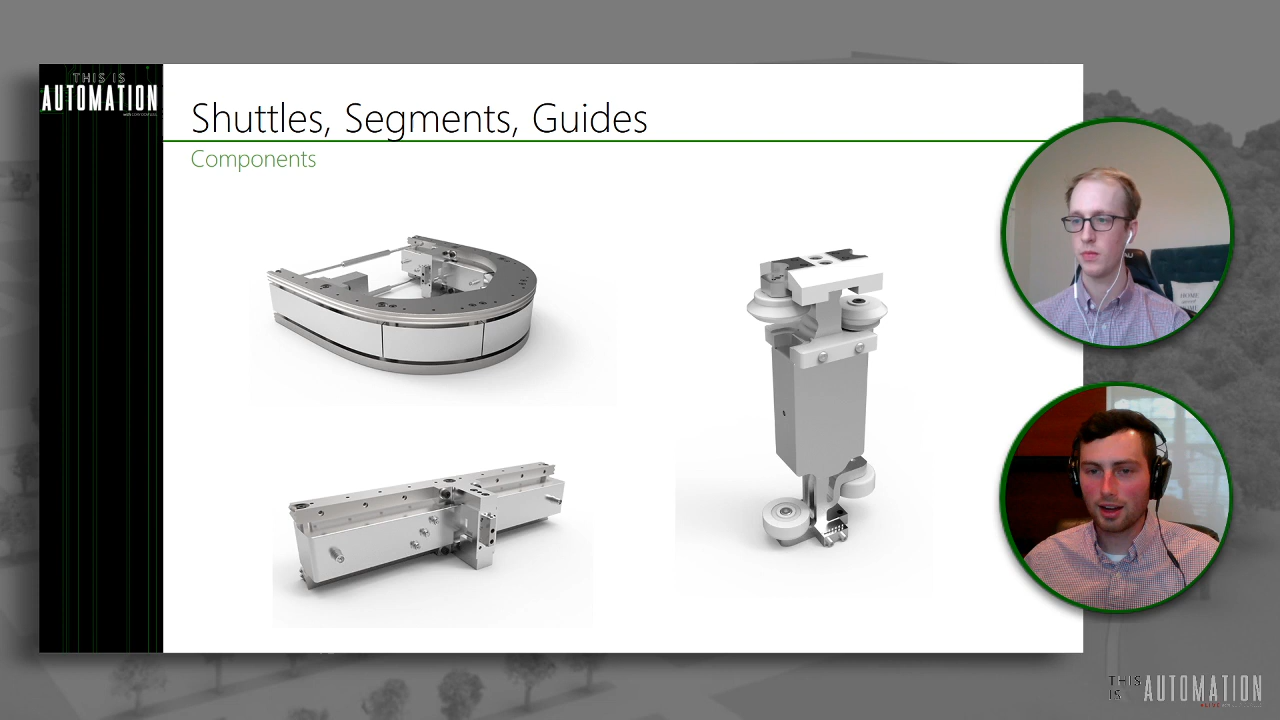 THIS IS
AUTOMATION
Shuttles, Segments, Guides
Components
HOME
THIS
IS AUTOMATION